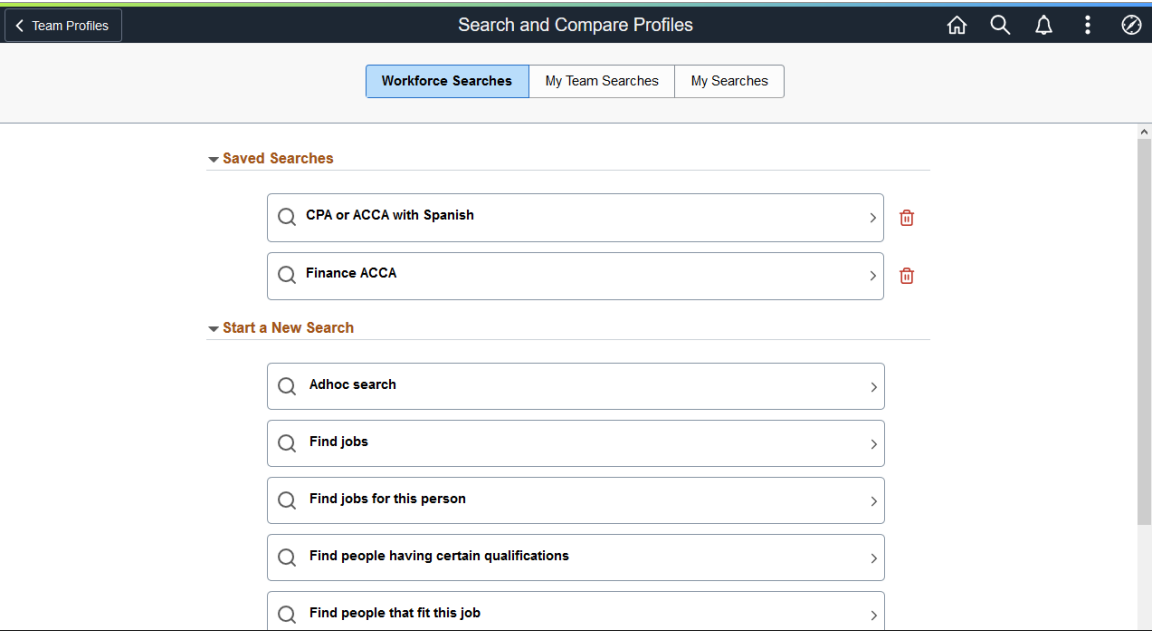 Team Profiles
Search and Compare Profiles
Workforce Searches
My Team Searches
My Searches
Saved Searches
CPA or ACCA with Spanish
Finance ACCA
Start a New Search
Adhoc search
Find jobs
Find jobs for this person
Find people having certain qualifications
Find people that fit this job